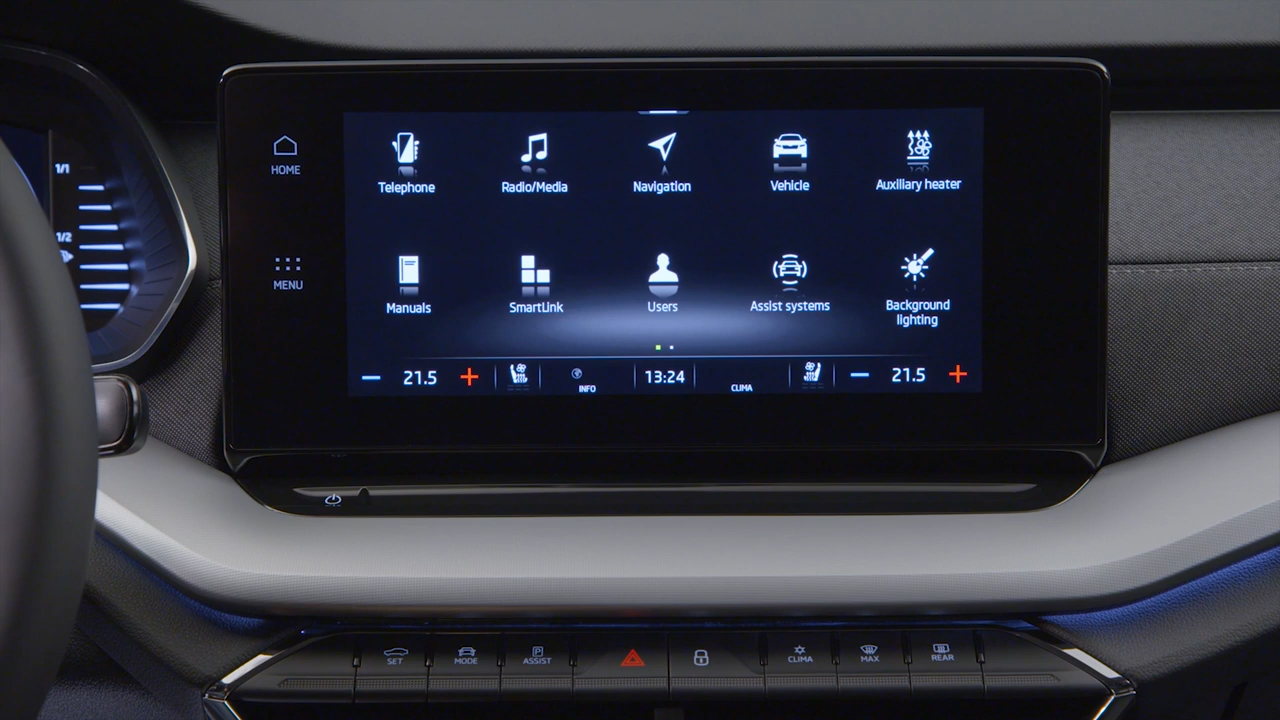 1/1
1/2
HOME
MENU
Telephone
Radio/Media
Navigation
Vehicle
Auxiliary heater
Manuals
SmartLink
Users
Assist systems
Background
lighting
21.5
INFO
13:24
CLIMA
21.5
SET
MODE
P
ASSIST
CLIMA
MAX
REAR